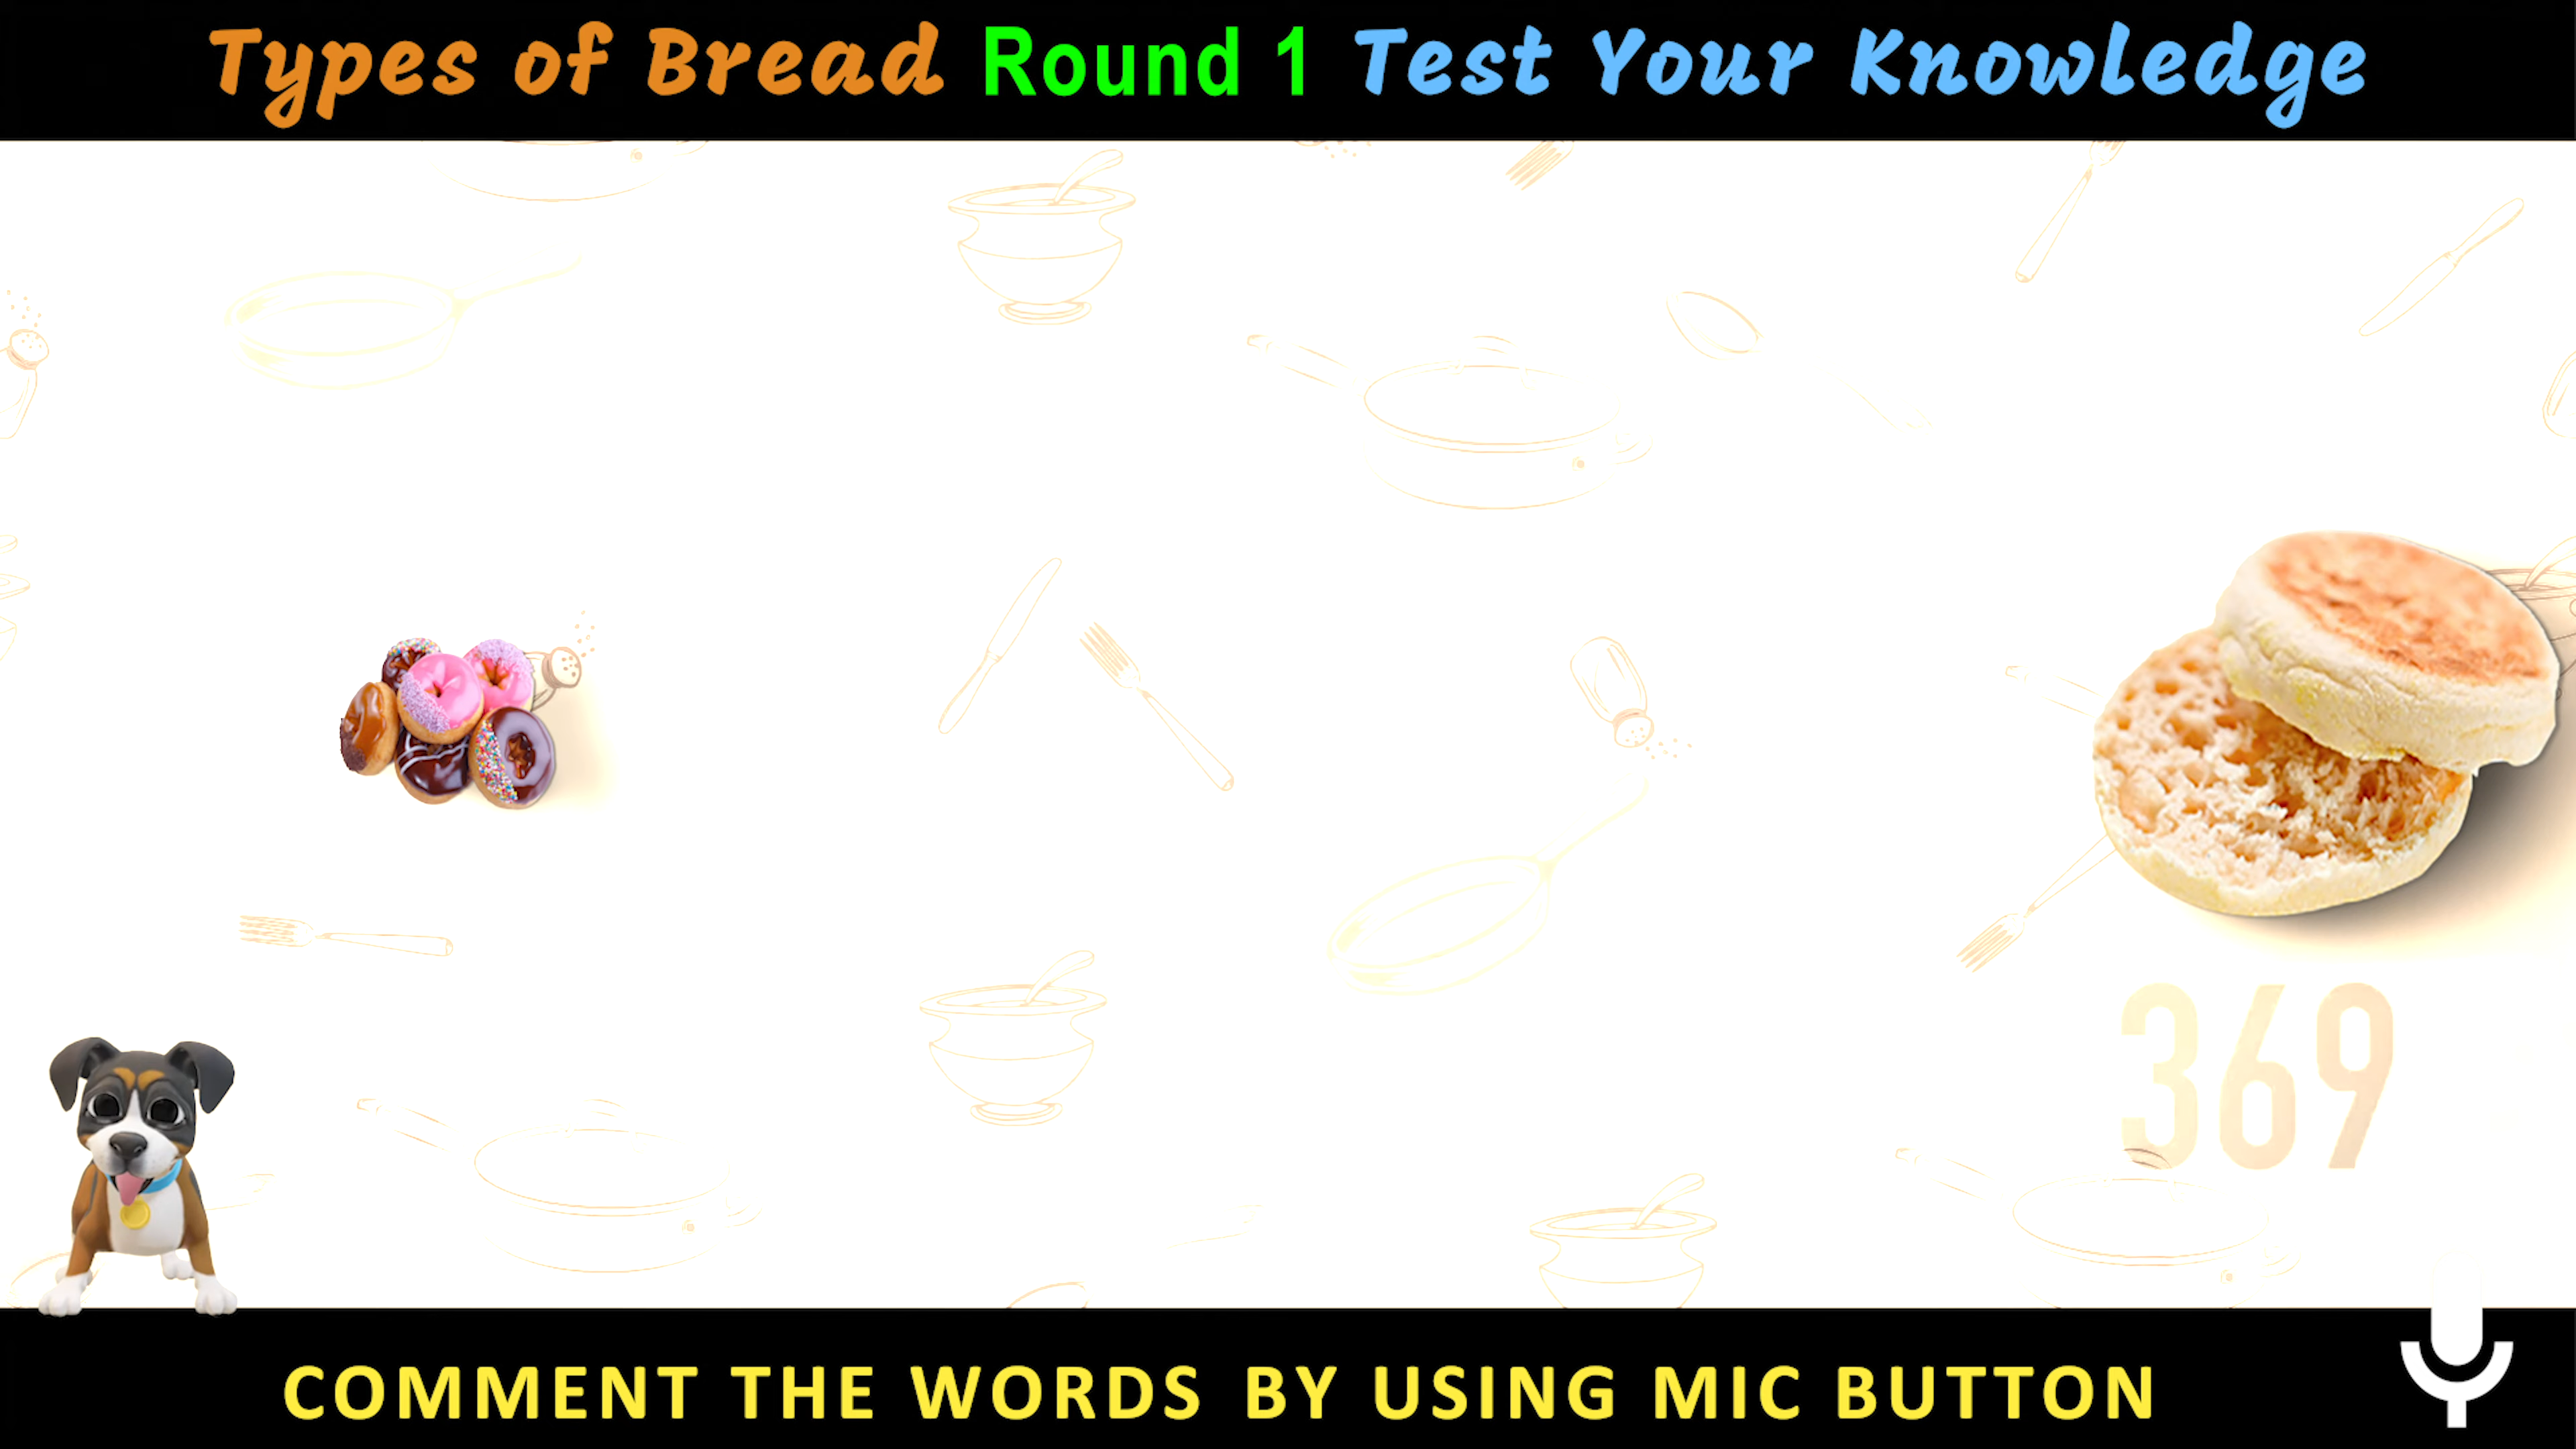 Types of Bread Round 1 Test Your Knowledge
369
COMMENT THE WORDS BY USING MIC BUTTON